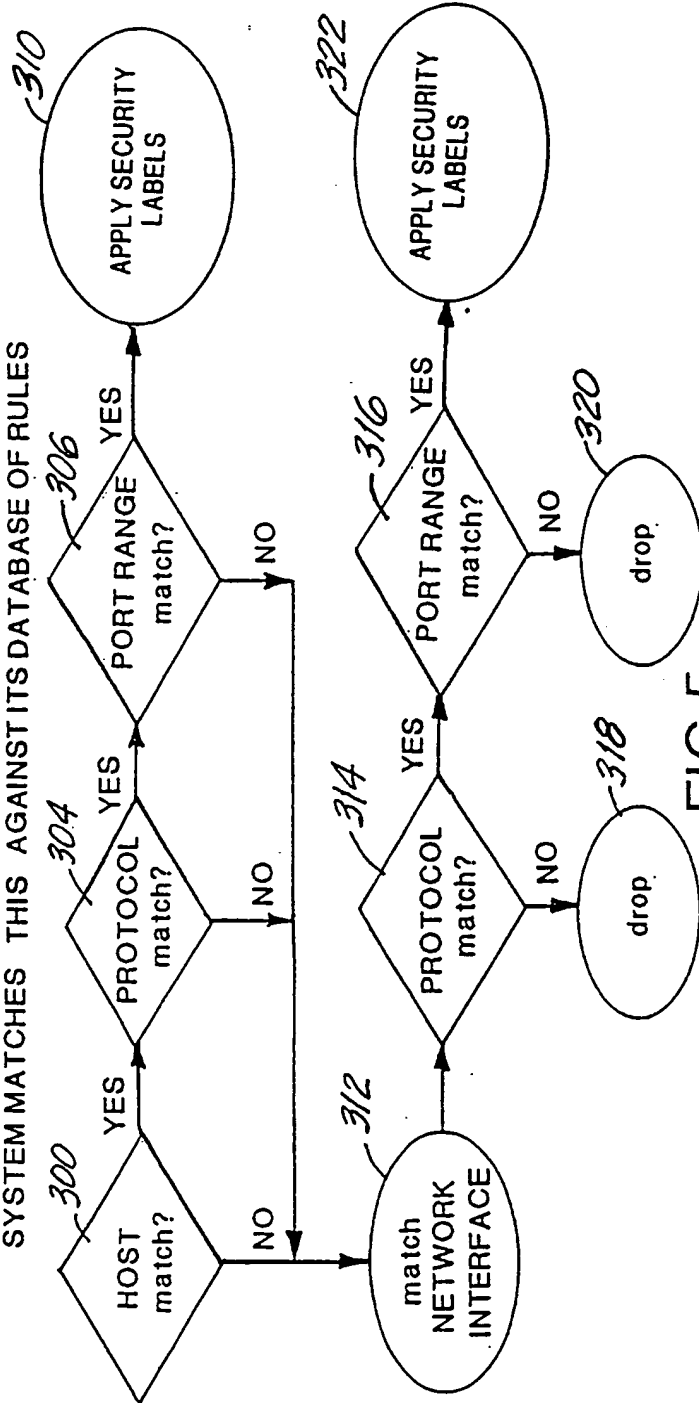 SYSTEM MATCHES THIS AGAINST ITS DATABASE OF RULES
300
HOST
match?
YES
NO
304
PROTOCOL
match?
YES
NO
306
PORT RANGE
match?
YES
NO
310
APPLY SECURITY
LABELS
312
match
NETWORK
INTERFACE
314
PROTOCOL
match?
YES
NO
316
PORT RANGE
match?
YES
NO
322
APPLY SECURITY
LABELS
318
drop
320
drop